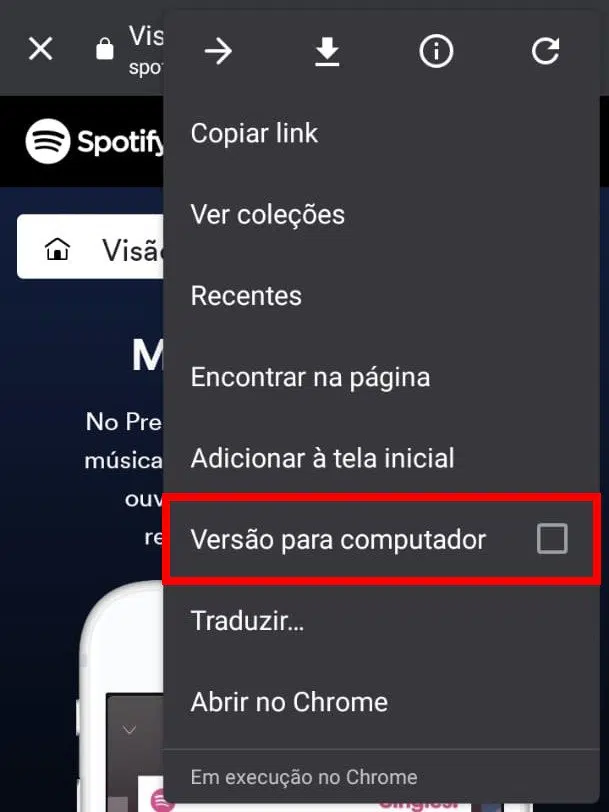 Vis
spo
Spotify
Visã
M
No Pre
música
ouv
re
Copiar link
Ver coleções
Recentes
Encontrar na página
Adicionar à tela inicial
Versão para computador
Traduzir...
Abrir no Chrome
Em execução no Chrome